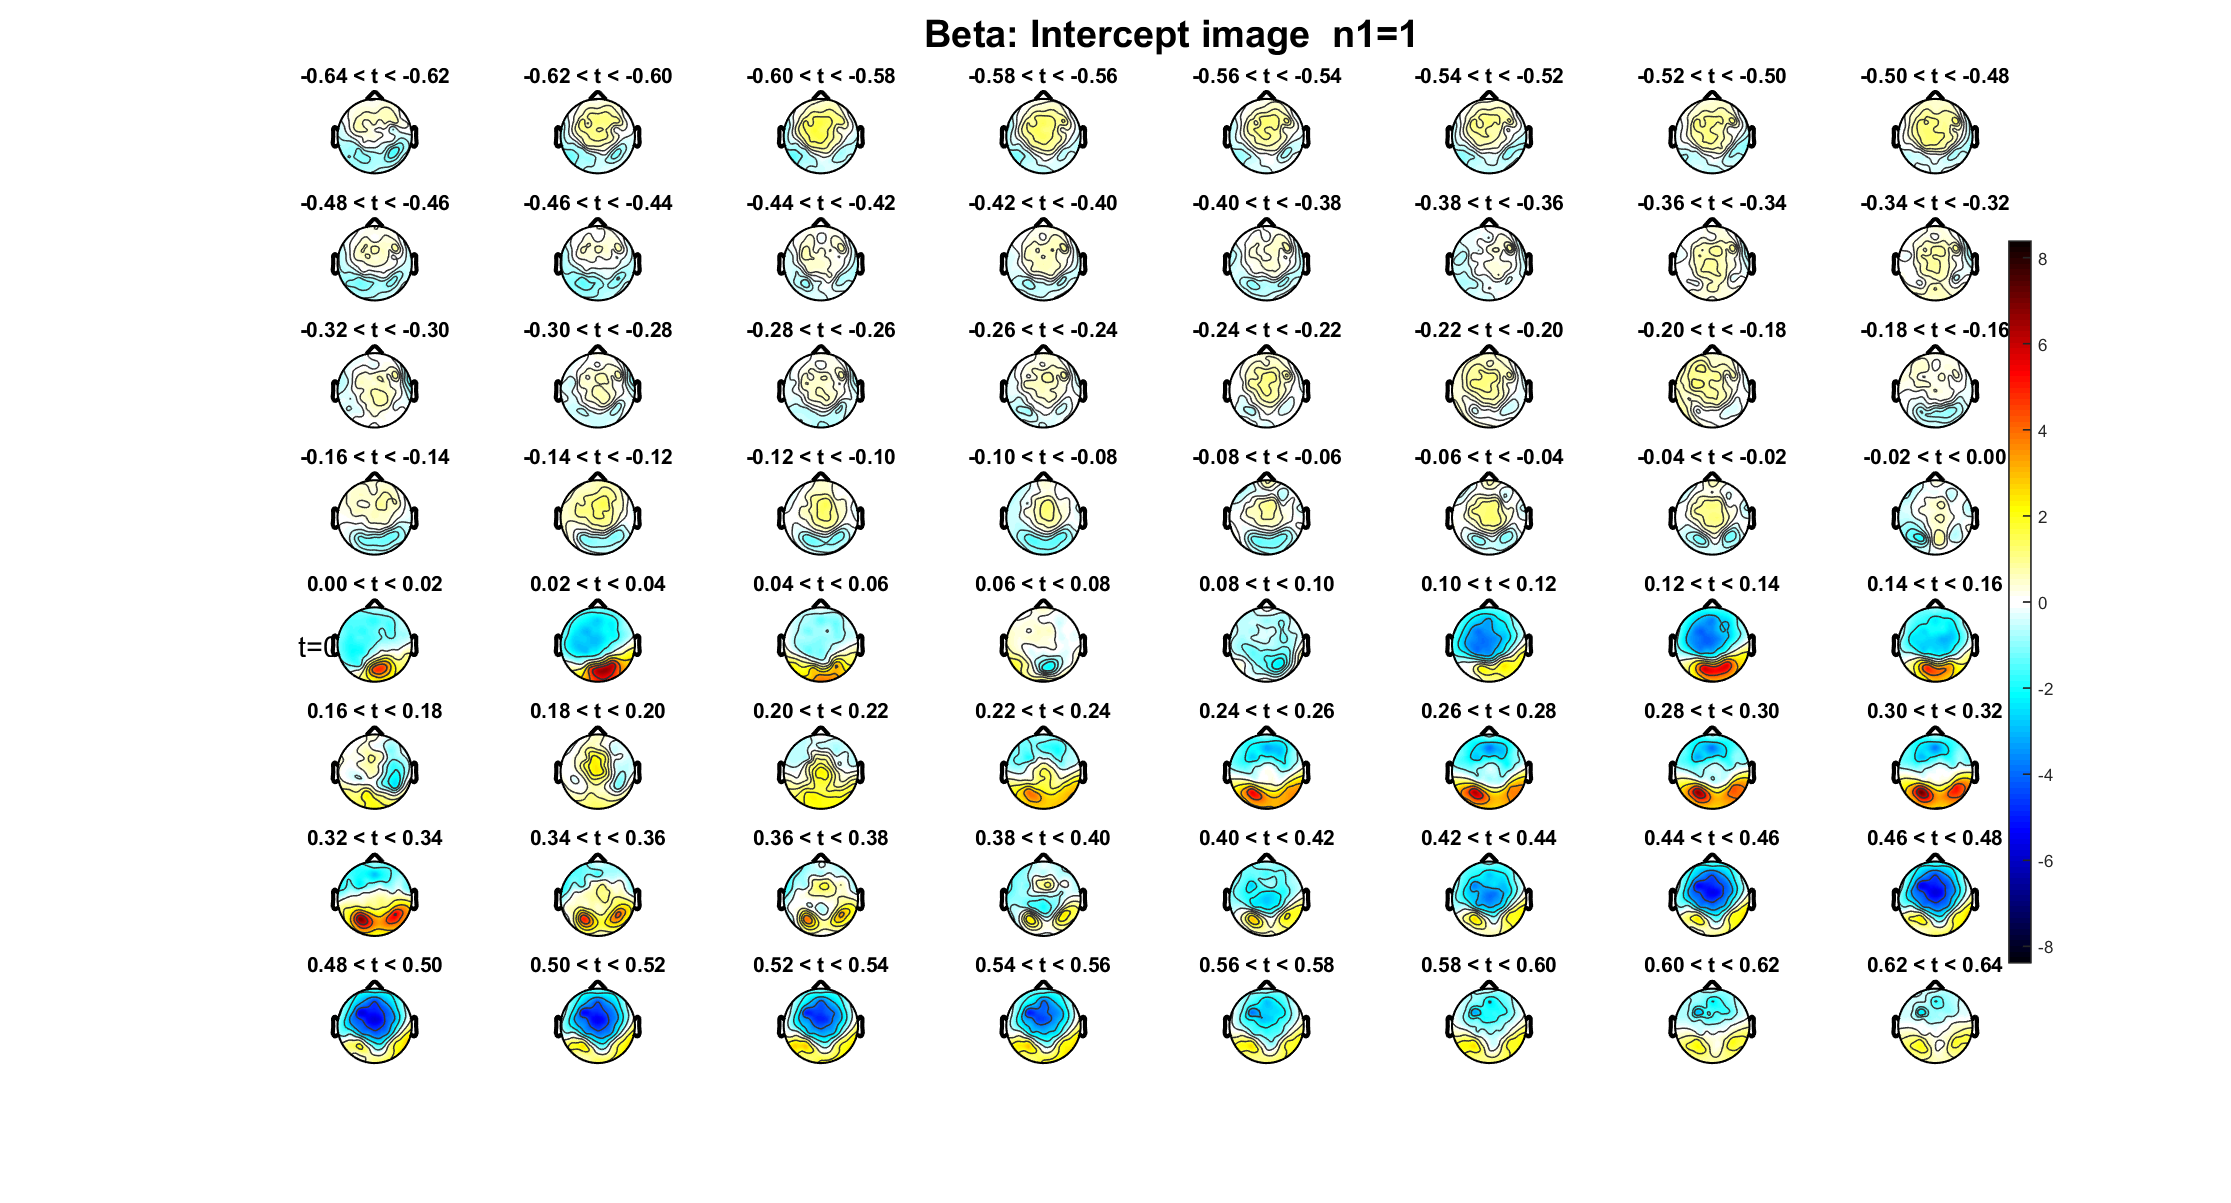 Beta: Intercept image  n1=1
-0.64 < t < -0.62 -0.62 < t < -0.60 -0.60 < t < -0.58 -0.58 < t < -0.56 -0.56 < t < -0.54 -0.54 < t < -0.52 -0.52 < t < -0.50 -0.50 < t < -0.48
-0.48 < t < -0.46 -0.46 < t < -0.44 -0.44 < t < -0.42 -0.42 < t < -0.40 -0.40 < t < -0.38 -0.38 < t < -0.36 -0.36 < t < -0.34 -0.34 < t < -0.32
-0.32 < t < -0.30 -0.30 < t < -0.28 -0.28 < t < -0.26 -0.26 < t < -0.24 -0.24 < t < -0.22 -0.22 < t < -0.20 -0.20 < t < -0.18 -0.18 < t < -0.16
-0.16 < t < -0.14 -0.14 < t < -0.12 -0.12 < t < -0.10 -0.10 < t < -0.08 -0.08 < t < -0.06 -0.06 < t < -0.04 -0.04 < t < -0.02 -0.02 < t < 0.00
0.00 < t < 0.02 0.02 < t < 0.04 0.04 < t < 0.06 0.06 < t < 0.08 0.08 < t < 0.10 0.10 < t < 0.12 0.12 < t < 0.14 0.14 < t < 0.16
t=0
0.16 < t < 0.18 0.18 < t < 0.20 0.20 < t < 0.22 0.22 < t < 0.24 0.24 < t < 0.26 0.26 < t < 0.28 0.28 < t < 0.30 0.30 < t < 0.32
0.32 < t < 0.34 0.34 < t < 0.36 0.36 < t < 0.38 0.38 < t < 0.40 0.40 < t < 0.42 0.42 < t < 0.44 0.44 < t < 0.46 0.46 < t < 0.48
0.48 < t < 0.50 0.50 < t < 0.52 0.52 < t < 0.54 0.54 < t < 0.56 0.56 < t < 0.58 0.58 < t < 0.60 0.60 < t < 0.62 0.62 < t < 0.64
8
6
4
2
0
-2
-4
-6
-8